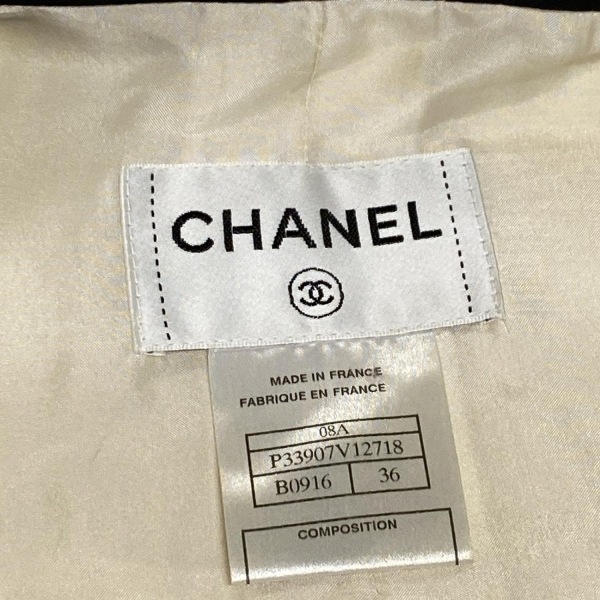 CHANEL
MADE IN FRANCE
FABRIQUE EN FRANCE
08A
P33907V12718
B0916 36
COMPOSITION